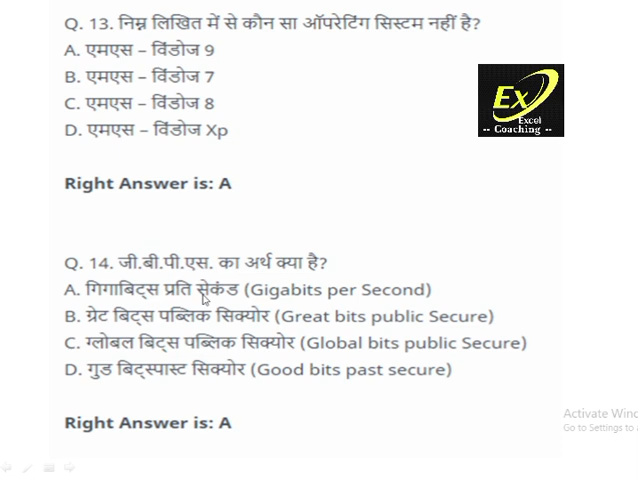 Q. 13. निम्न लिखित में से कौन सा ऑपरेटिंग सिस्टम नहीं है?
A. एमएस – विंडोज 9
B. एमएस – विंडोज 7
C. एमएस – विंडोज 8
D. एमएस – विंडोज Xp
Ex
Excel
-- Coaching --
Right Answer is: A
Q. 14. जी.बी.पी.एस. का अर्थ क्या है?
A. गिगाबिट्स प्रति सेकंड (Gigabits per Second)
B. ग्रेट बिट्स पब्लिक सिक्योर (Great bits public Secure)
C. ग्लोबल बिट्स पब्लिक सिक्योर (Global bits public Secure)
D. गुड बिट्स्पास्ट सिक्योर (Good bits past secure)
Right Answer is: A
Activate Wind
Go to Settings to